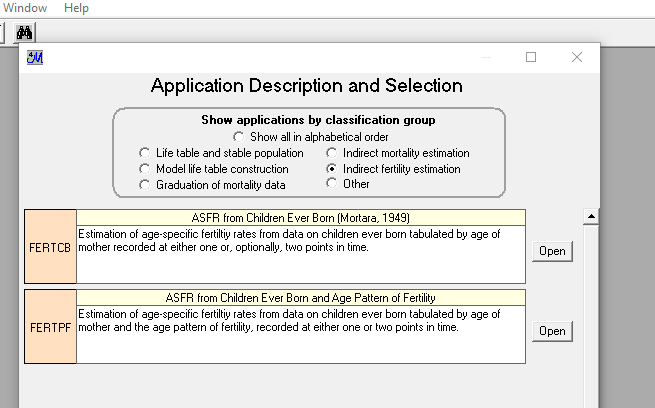 Window Help
Application Description and Selection
Show applications by classification group
Show all in alphabetical order
Life table and stable population Indirect mortality estimation
Model life table construction Indirect fertility estimation
Graduation of mortality data Other
ASFR from Children Ever Born (Mortara, 1949)
FERTCB
Estimation of age-specific fertiltiy rates from data on children ever born tabulated by age of
mother recorded at either one or, optionally, two points in time.
Open
ASFR from Children Ever Born and Age Pattern of Fertility
FERTPF
Estimation of age-specific fertiltiy rates from data on children ever born tabulated by age of
mother and the age pattern of fertility, recorded at either one or two points in time.
Open